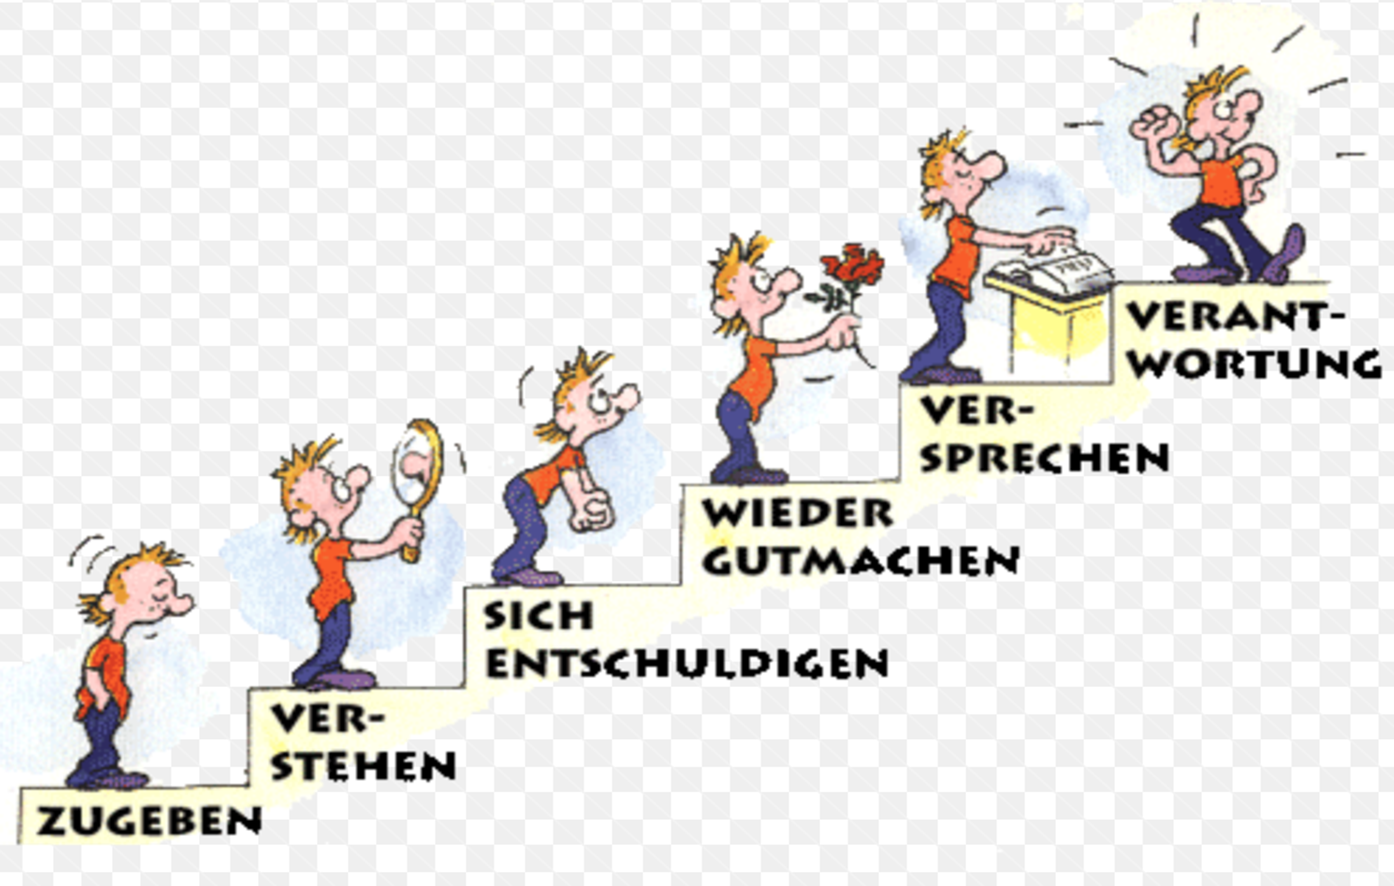 ZUGEBEN
VER-
STEHEN
SICH
ENTSCHULDIGEN
WIEDER
GUTMACHEN
VER-
SPRECHEN
VERANT-
WORTUNG